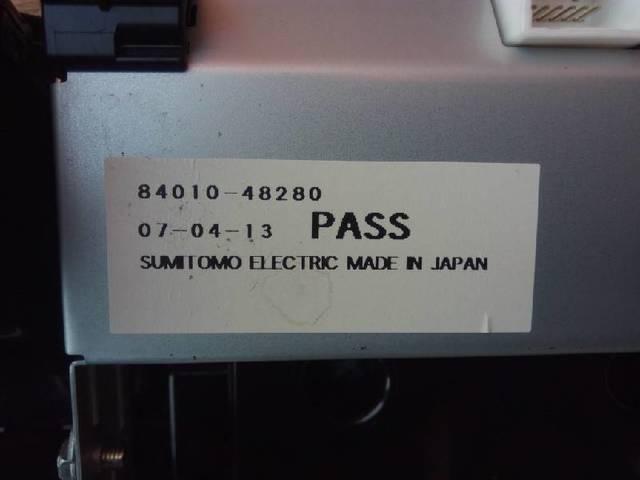 84010-48280
07-04-13 PASS
SUMITOMO ELECTRIC MADE IN JAPAN